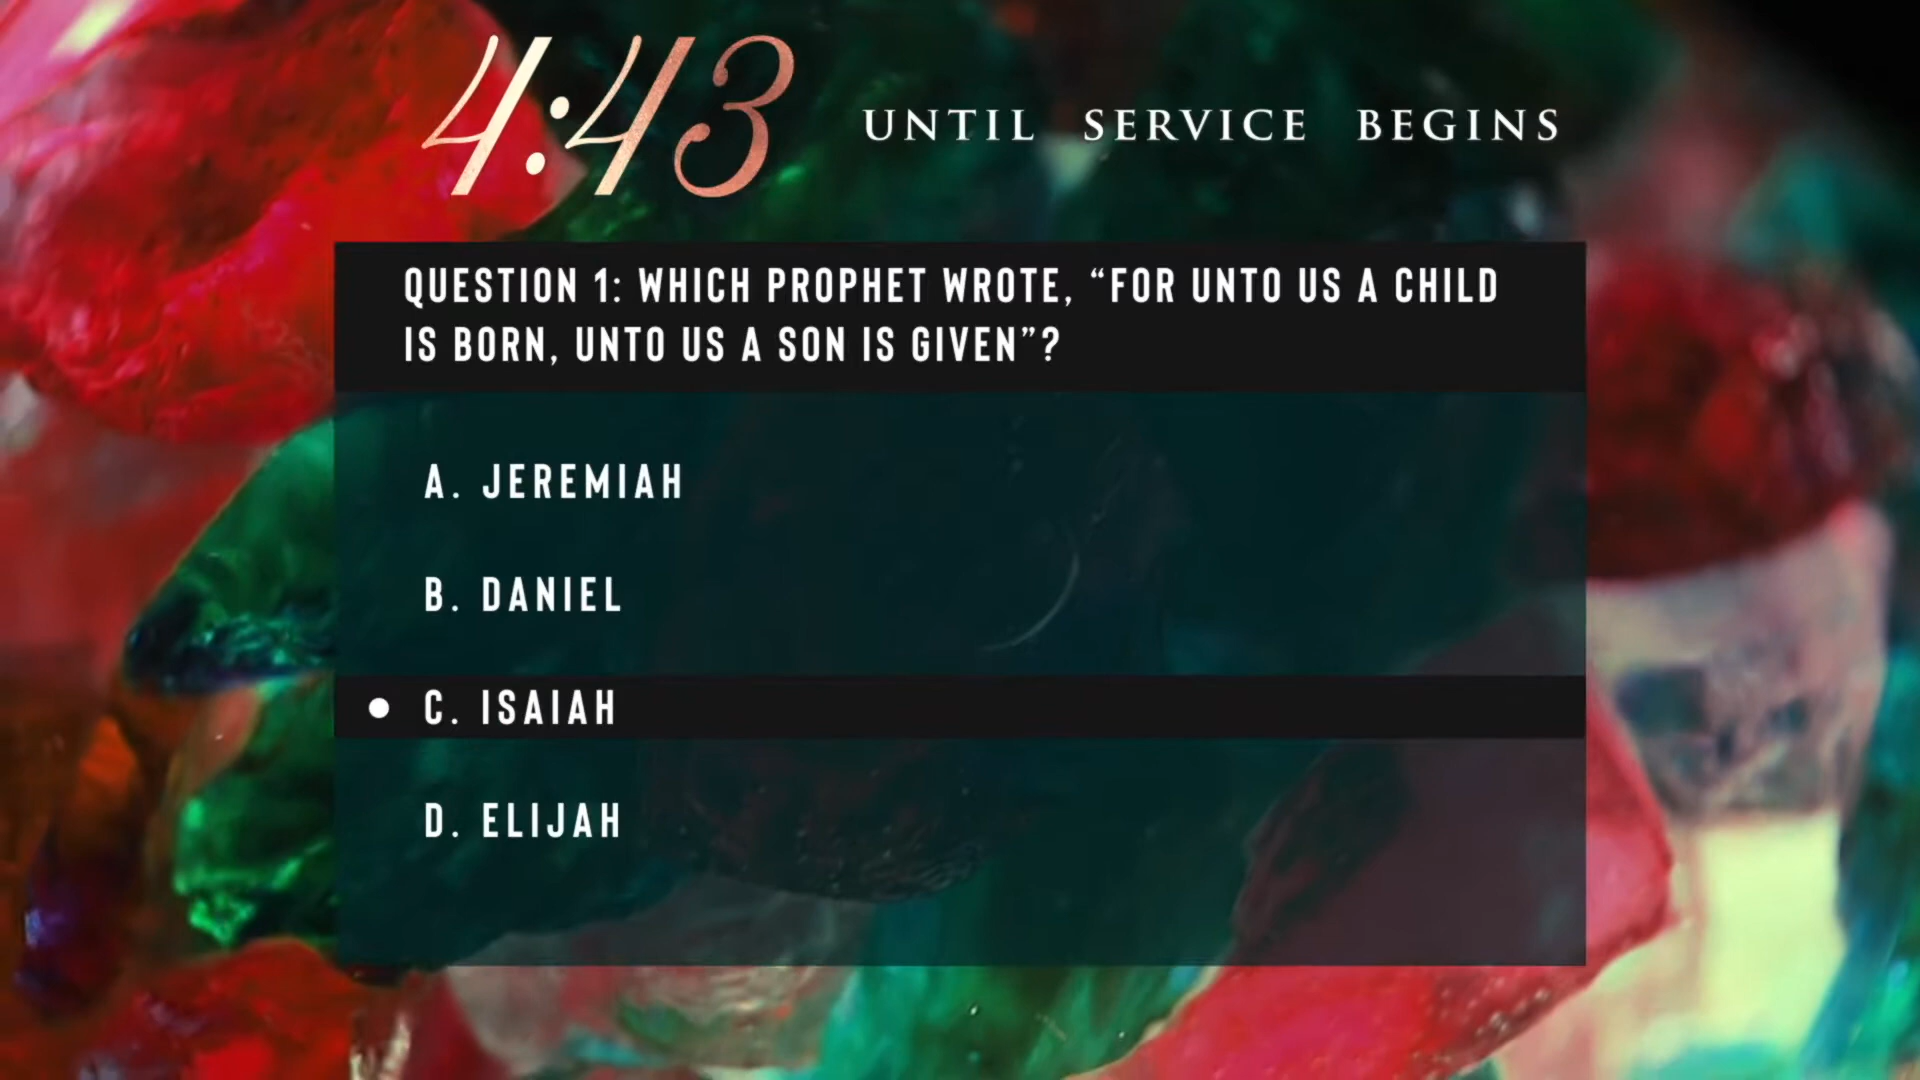 4:43 UNTIL SERVICE BEGINS
QUESTION 1: WHICH PROPHET WROTE, “FOR UNTO US A CHILD
IS BORN, UNTO US A SON IS GIVEN”?
A. JEREMIAH
B. DANIEL
C. ISAIAH
D. ELIJAH